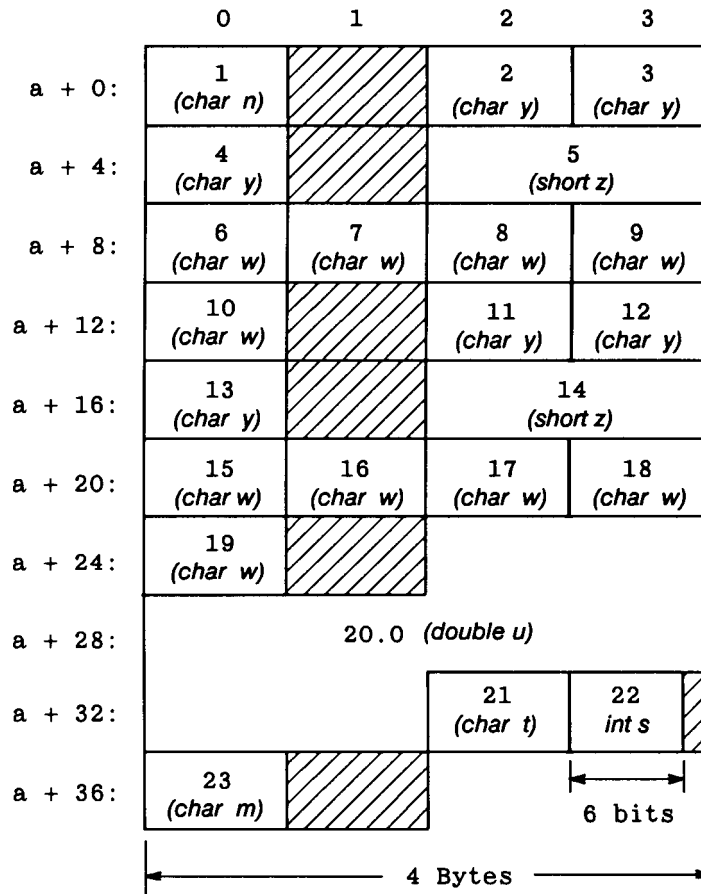 0 1 2 3
a + 0: 1 2 3
(char n) (char y) (char y)
a + 4: 4 5
(char y) (short z)
a + 8: 6 7 8 9
(char w) (char w) (char w) (char w)
a + 12: 10 11 12
(char w) (char y) (char y)
a + 16: 13 14
(char y) (short z)
a + 20: 15 16 17 18
(char w) (char w) (char w) (char w)
a + 24: 19
(char w)
a + 28: 20.0 (double u)
a + 32: 21 22
(char t) int s
a + 36: 23
(char m)
6 bits
4 Bytes